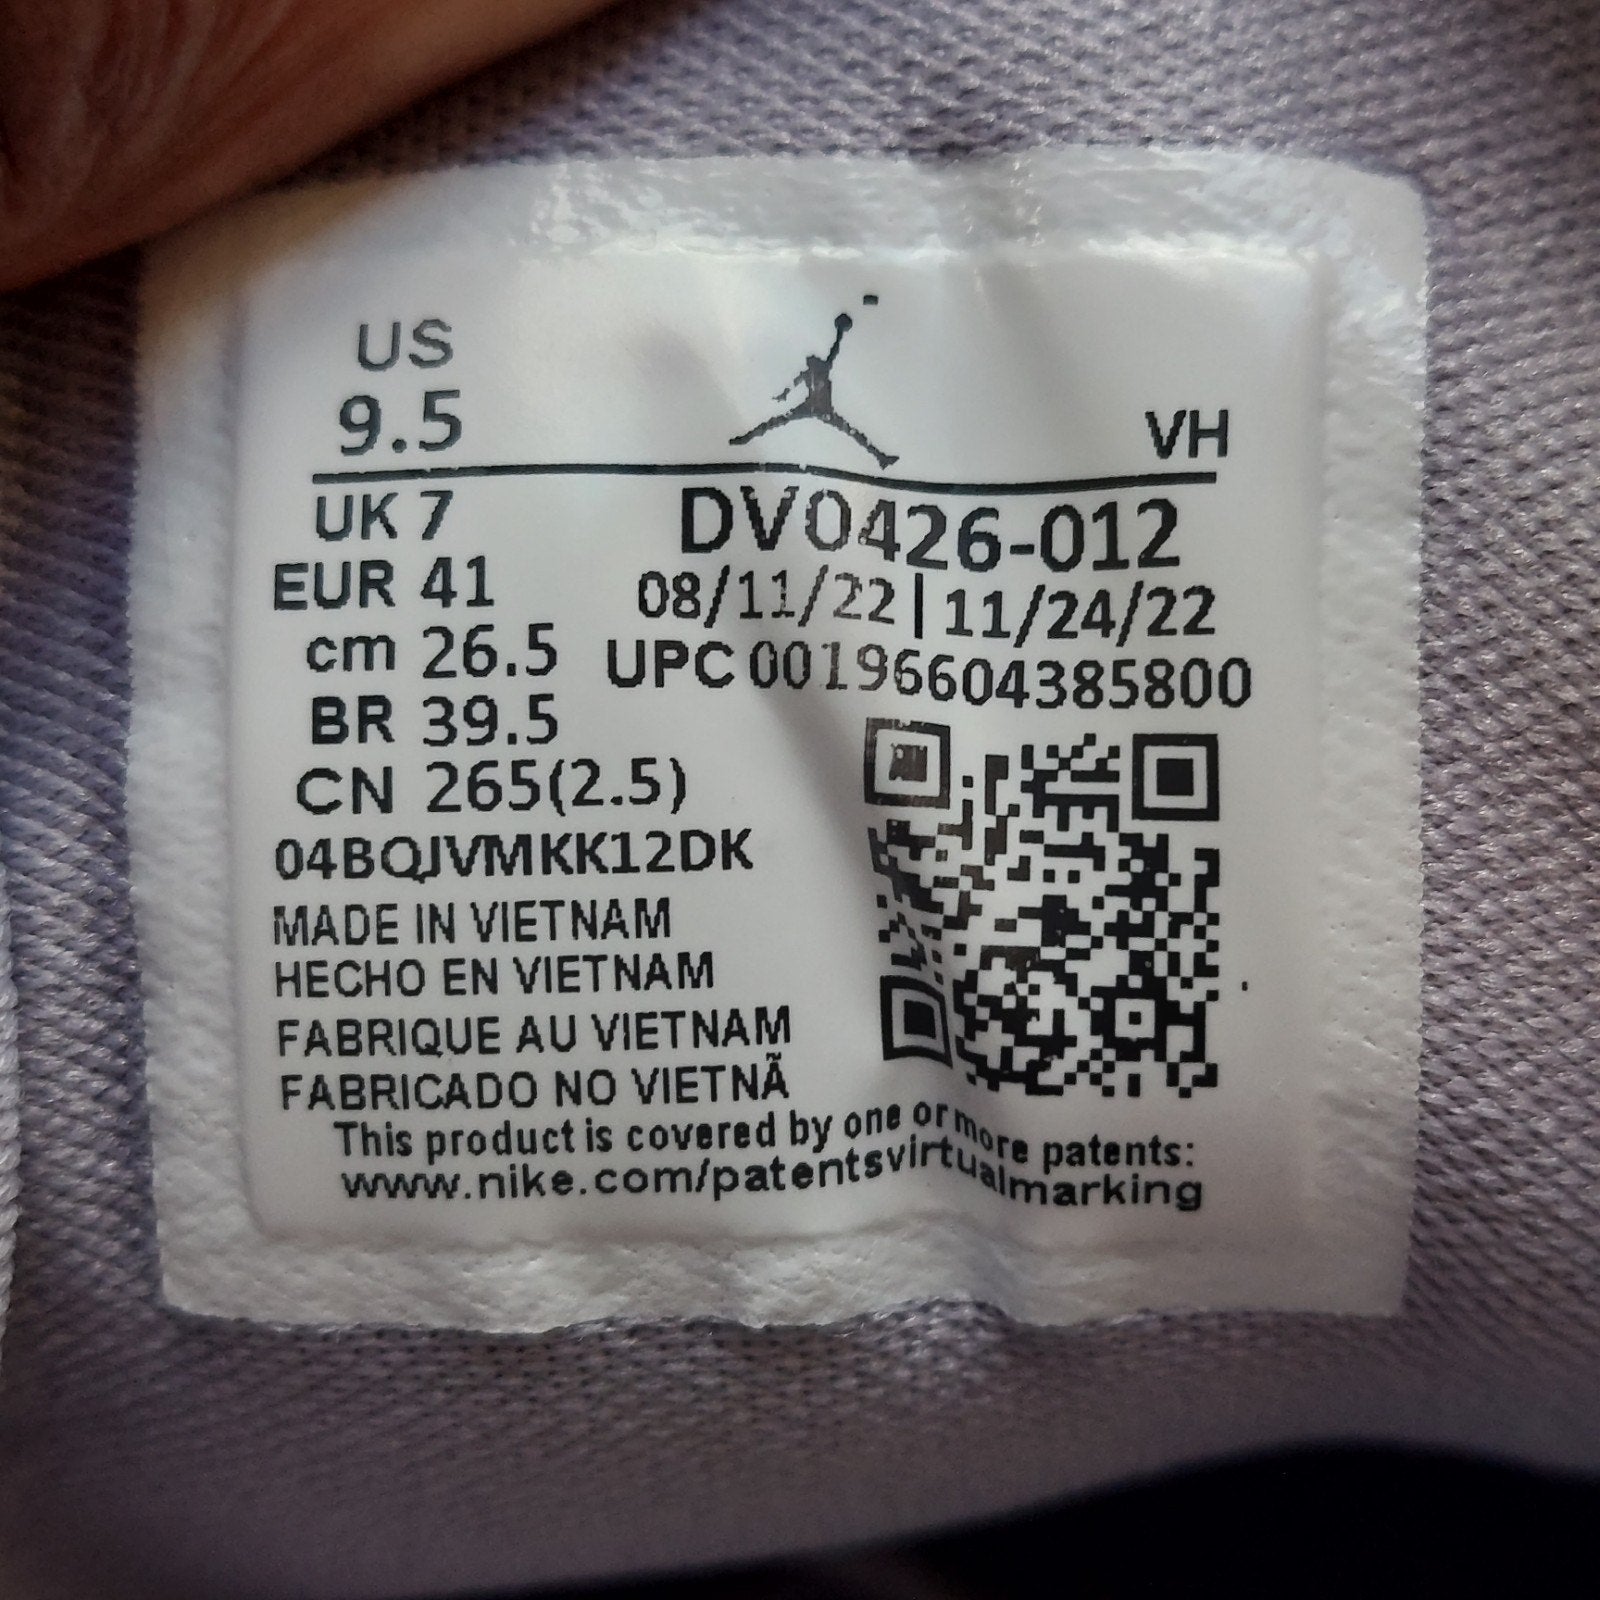 US
9.5
VH
UK 7
DV0426-012
EUR 41
08/11/22 | 11/24/22
cm 26.5
UPC 00196604385800
BR 39.5
CN 265(2.5)
04BQJVMKK12DK
MADE IN VIETNAM
HECHO EN VIETNAM
FABRIQUE AU VIETNAM
FABRICADO NO VIETNÃ
This product is covered by one or more patents:
www.nike.com/patentsvirtualmarking